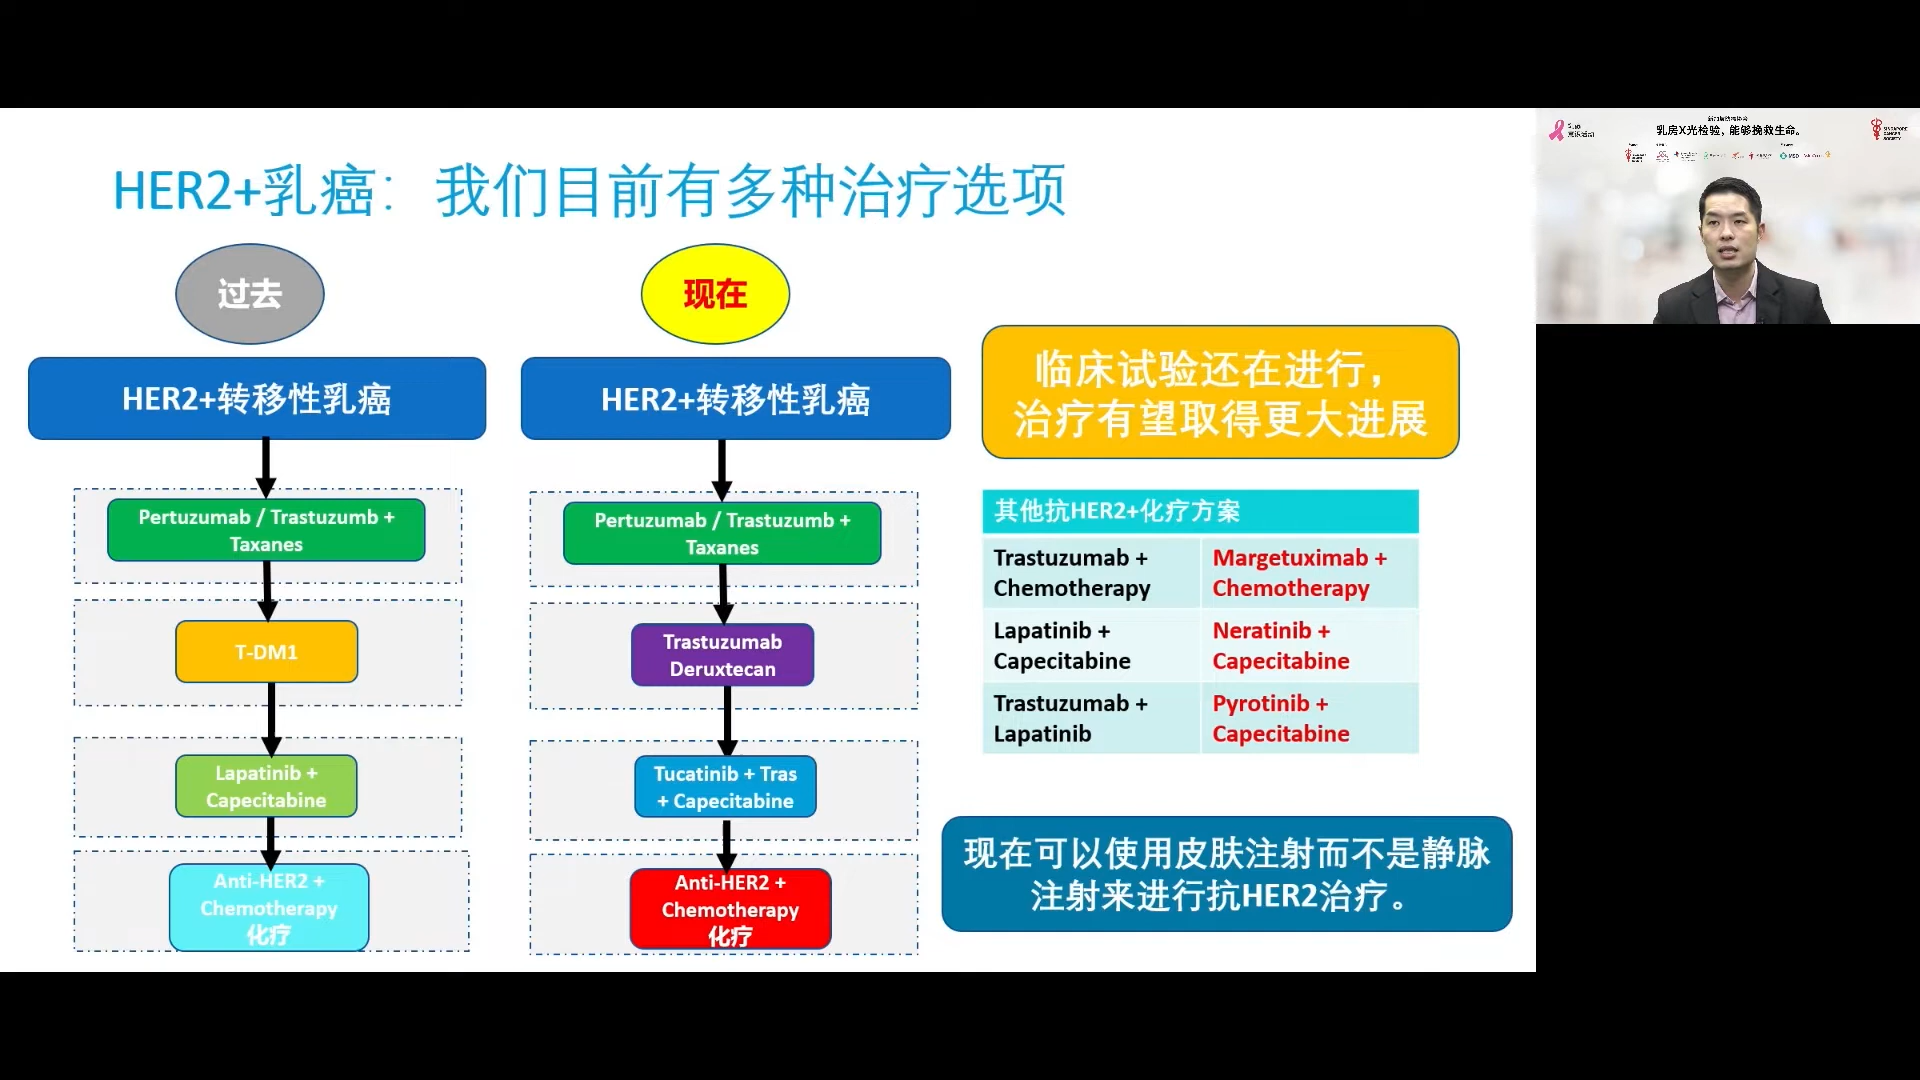 HER2+乳癌：我们目前有多种治疗选项
过去
HER2+转移性乳癌
Pertuzumab / Trastuzumb +
Taxanes
T-DM1
Lapatinib +
Capecitabine
Anti-HER2 +
Chemotherapy
化疗
现在
HER2+转移性乳癌
Pertuzumab / Trastuzumb +
Taxanes
Trastuzumab
Deruxtecan
Tucatinib + Tras
+ Capecitabine
Anti-HER2 +
Chemotherapy
化疗
临床试验还在进行，
治疗有望取得更大进展
其他抗HER2+化疗方案
Trastuzumab +
Chemotherapy
Margetuximab +
Chemotherapy
Lapatinib +
Capecitabine
Neratinib +
Capecitabine
Trastuzumab +
Lapatinib
Pyrotinib +
Capecitabine
现在可以使用皮肤注射而不是静脉
注射来进行抗HER2治疗。
乳房X光检验，能够挽救生命。
SINGAPORE
CANCER
SOCIETY
MSD